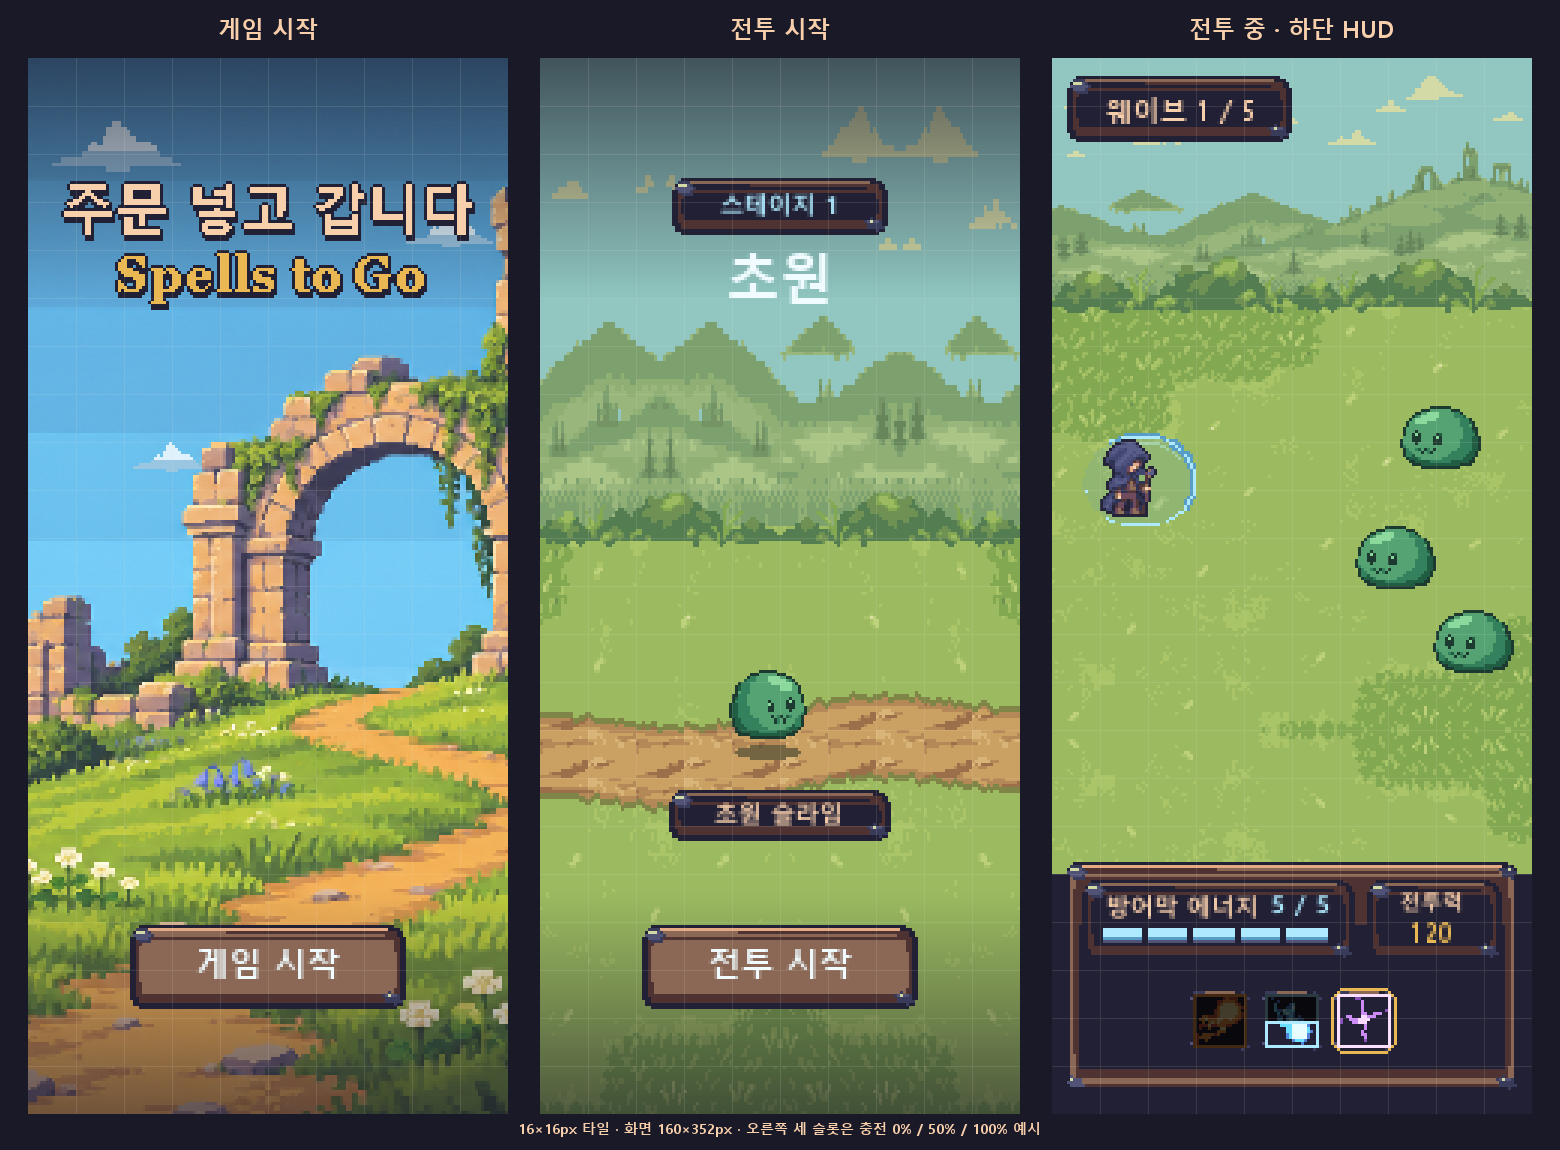 게임 시작
전투 시작
전투 중 · 하단 HUD
주문 넣고 갑니다
Spells to Go
게임 시작
스테이지 1
초원
초원 슬라임
전투 시작
웨이브 1 / 5
방어막 에너지 5 / 5
전투력
120
16×16px 타일 · 화면 160×352px · 오른쪽 세 슬롯은 충전 0% / 50% / 100% 예시